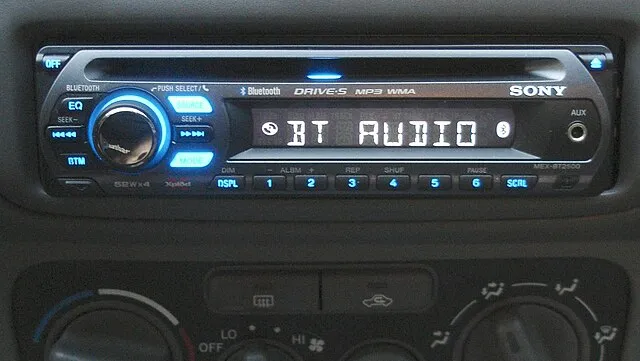 OFF
BLUETOOTH PUSH SELECT/
Bluetooth DRIVE-S MP3 WMA SONY
EQ SOURCE
AUX
SEEK− SEEK+
BT AUDIO
BTM MODE
MEX-BT2500
DIM − ALBM + REP SHUF PAUSE
52W×4 DSPL 1 2 3 4 5 6 SCRL
LO HI
OFF